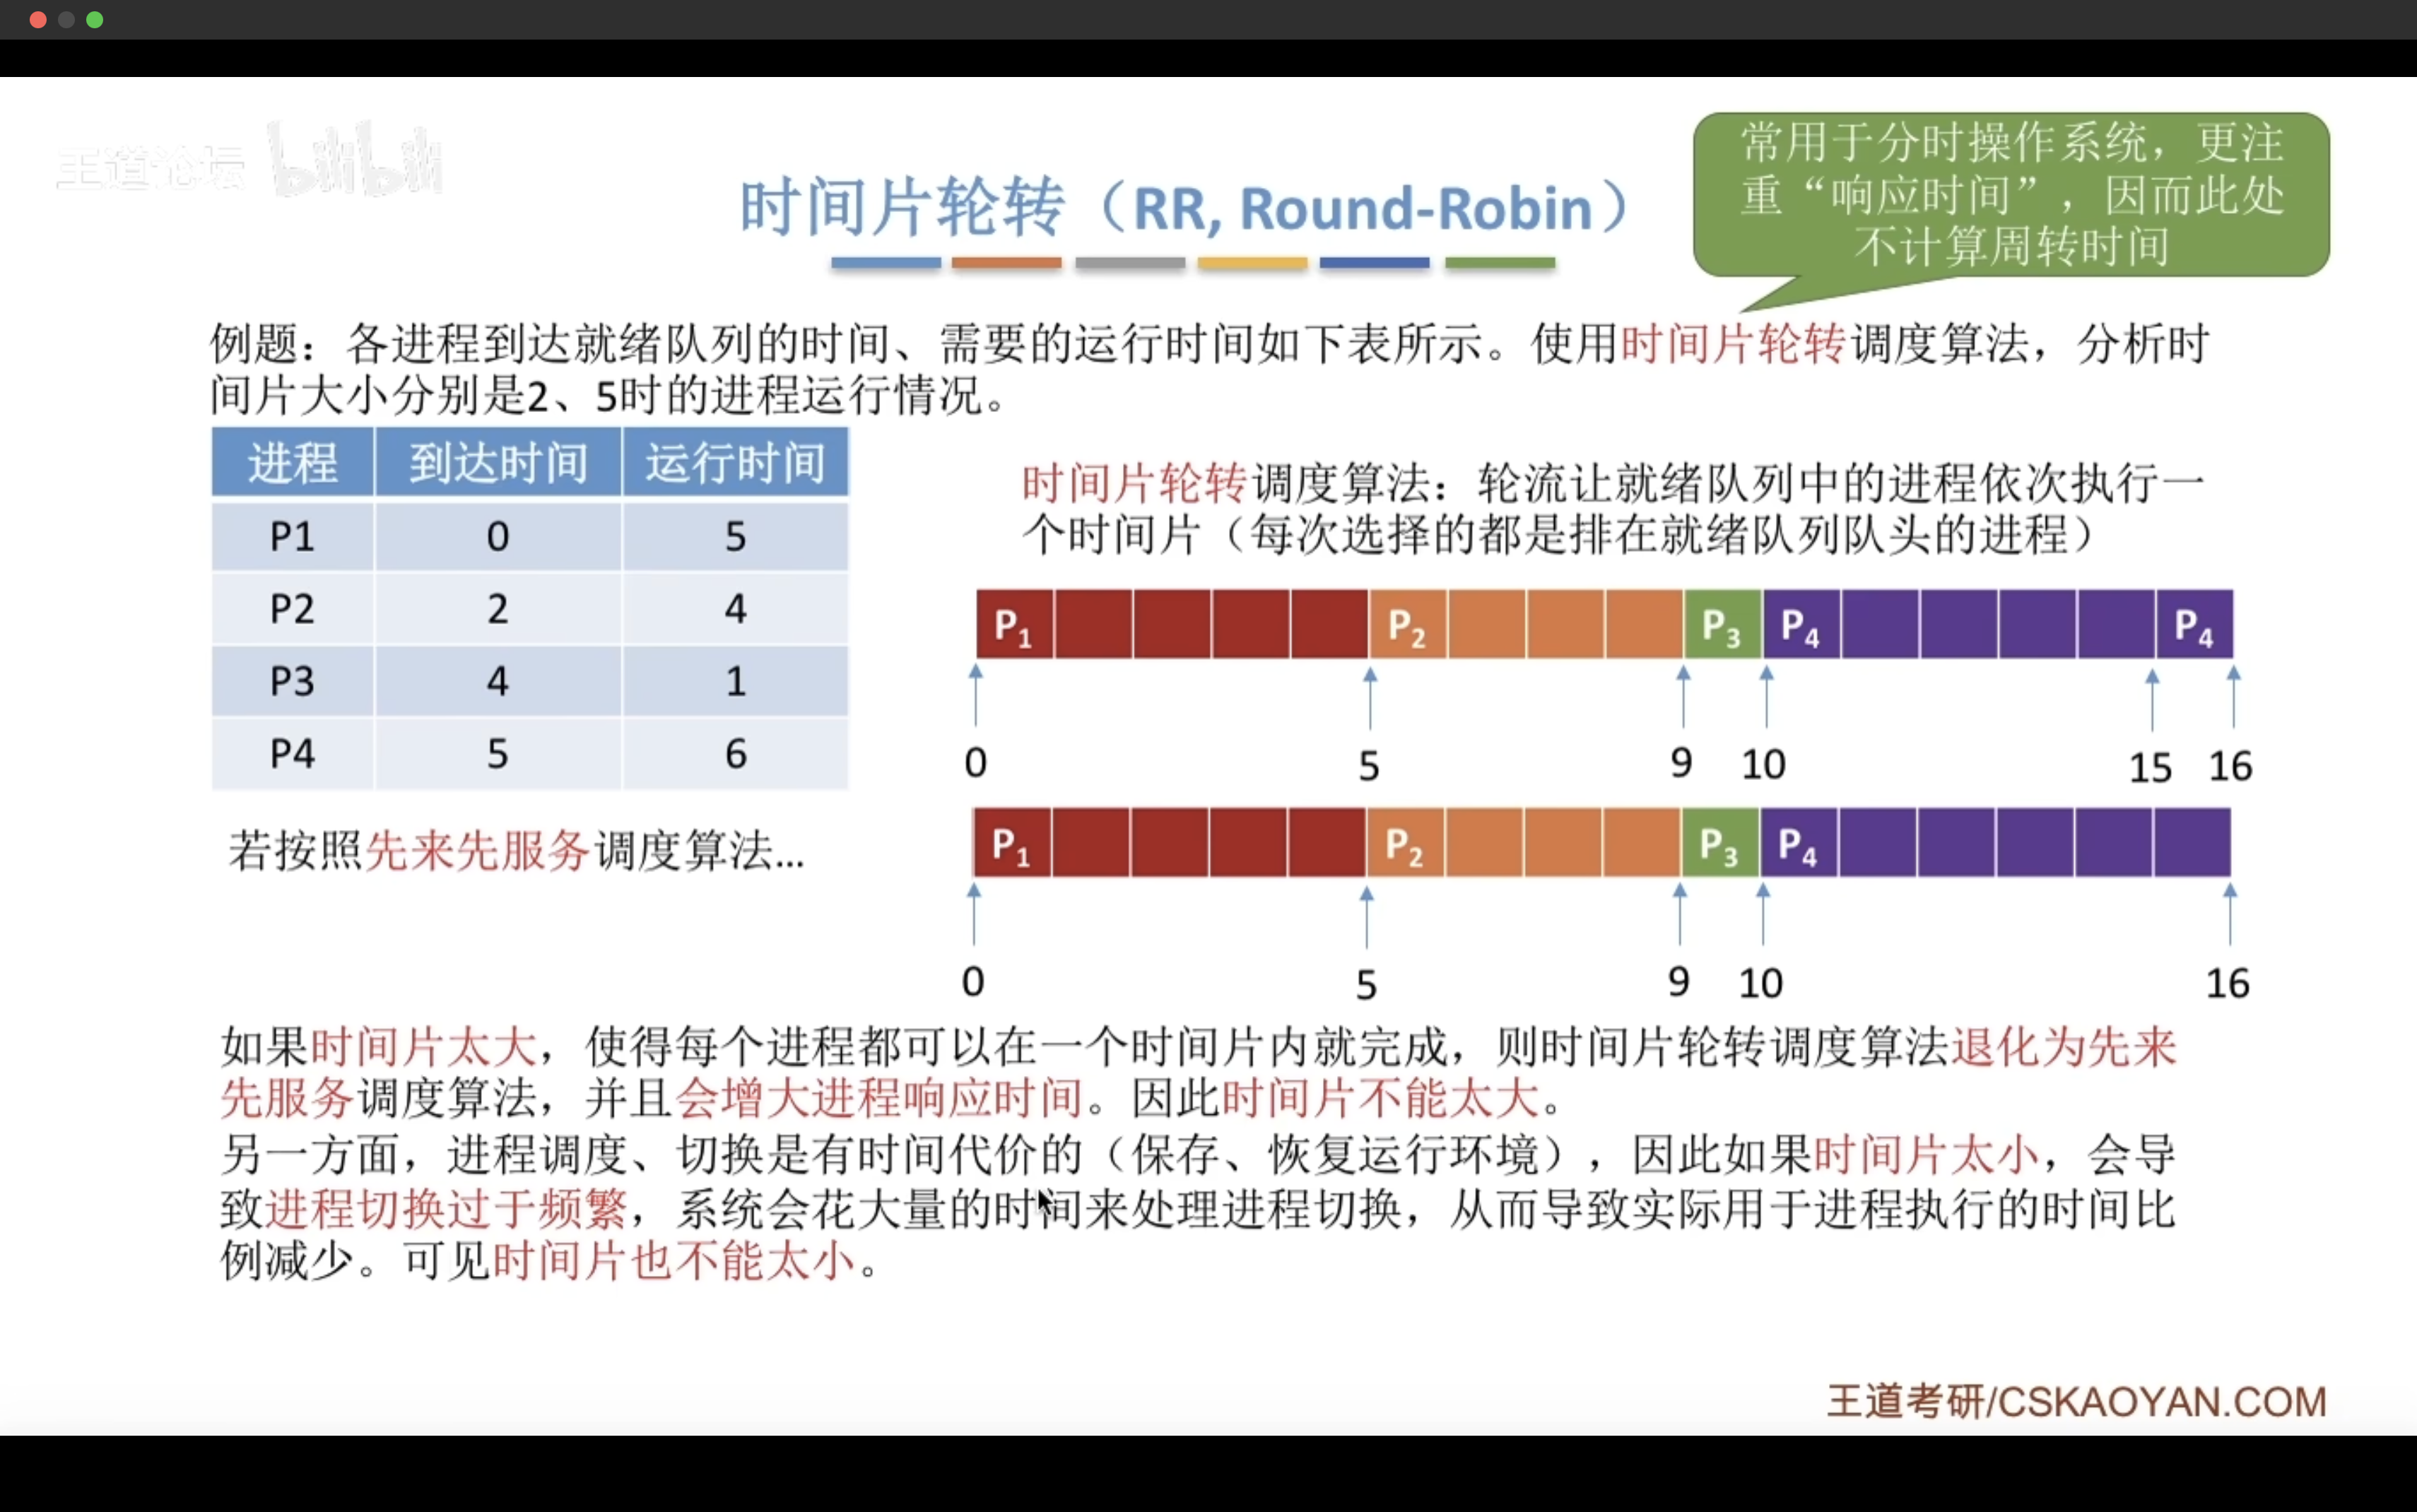 王道论坛 bilibili
时间片轮转（RR, Round-Robin）
常用于分时操作系统，更注
重“响应时间”，因而此处
不计算周转时间
例题：各进程到达就绪队列的时间、需要的运行时间如下表所示。使用时间片轮转调度算法，分析时
间片大小分别是2、5时的进程运行情况。
进程 到达时间 运行时间
P1 0 5
P2 2 4
P3 4 1
P4 5 6
时间片轮转调度算法：轮流让就绪队列中的进程依次执行一
个时间片（每次选择的都是排在就绪队列队头的进程）
P1 P2 P3 P4 P4
0 5 9 10 15 16
若按照先来先服务调度算法...
P1 P2 P3 P4
0 5 9 10 16
如果时间片太大，使得每个进程都可以在一个时间片内就完成，则时间片轮转调度算法退化为先来
先服务调度算法，并且会增大进程响应时间。因此时间片不能太大。
另一方面，进程调度、切换是有时间代价的（保存、恢复运行环境），因此如果时间片太小，会导
致进程切换过于频繁，系统会花大量的时间来处理进程切换，从而导致实际用于进程执行的时间比
例减少。可见时间片也不能太小。
王道考研/CSKAOYAN.COM